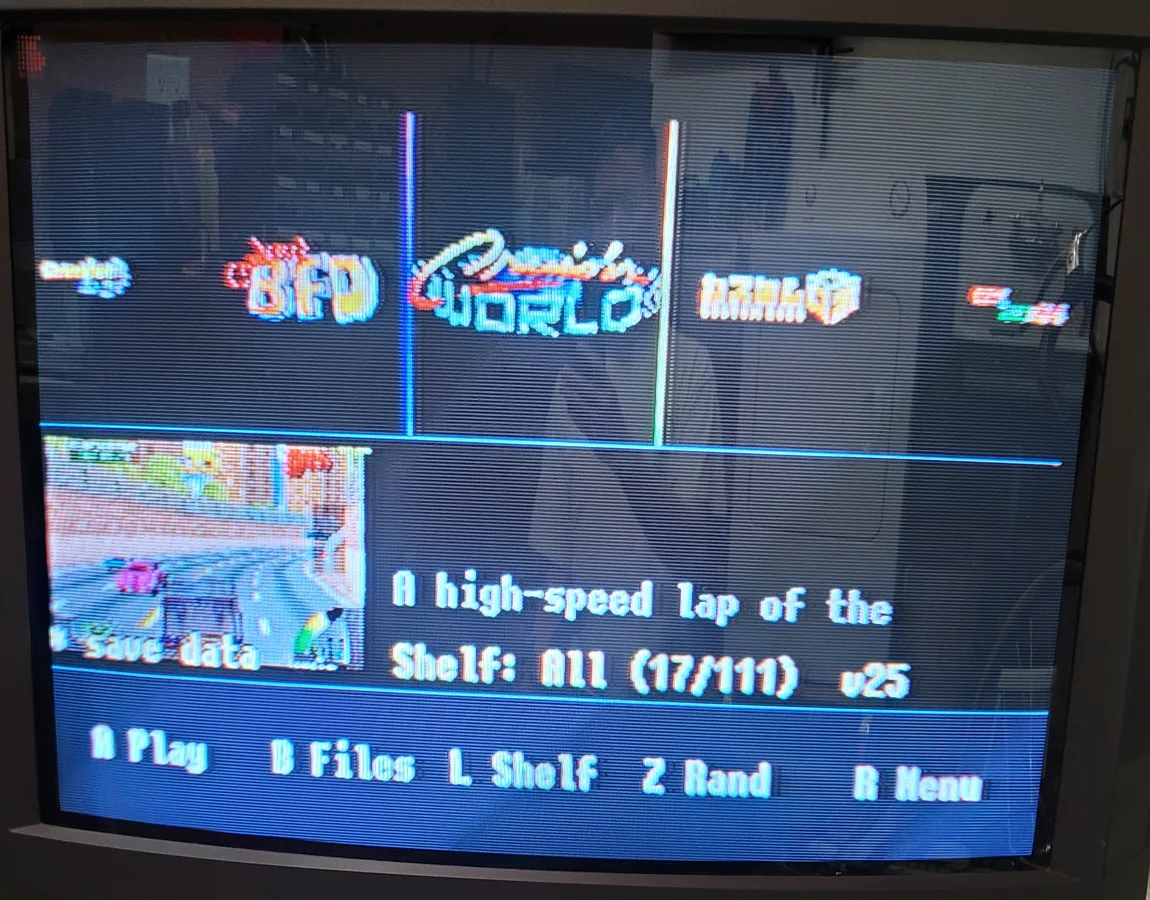 BFD
Cruis'n
WORLD
A high-speed lap of the
save data
Shelf: All (17/111) v25
A Play B Files L Shelf Z Rand R Menu